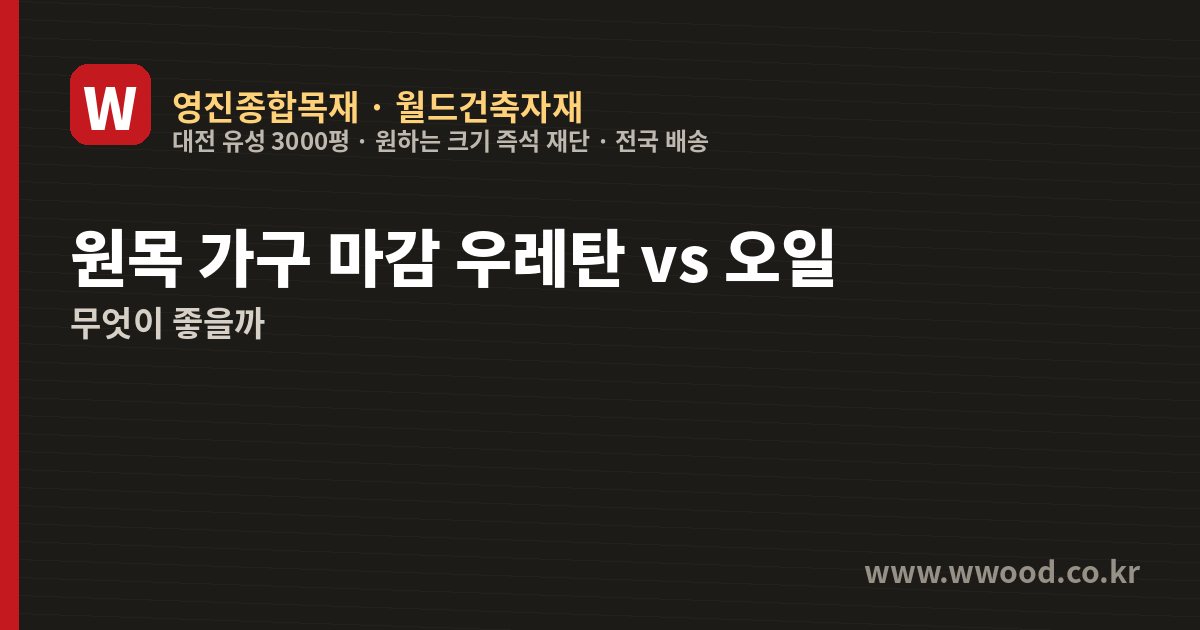 W
영진종합목재 · 월드건축자재
대전 유성 3000평 · 원하는 크기 즉석 재단 · 전국 배송
원목 가구 마감 우레탄 vs 오일
무엇이 좋을까
www.wwood.co.kr